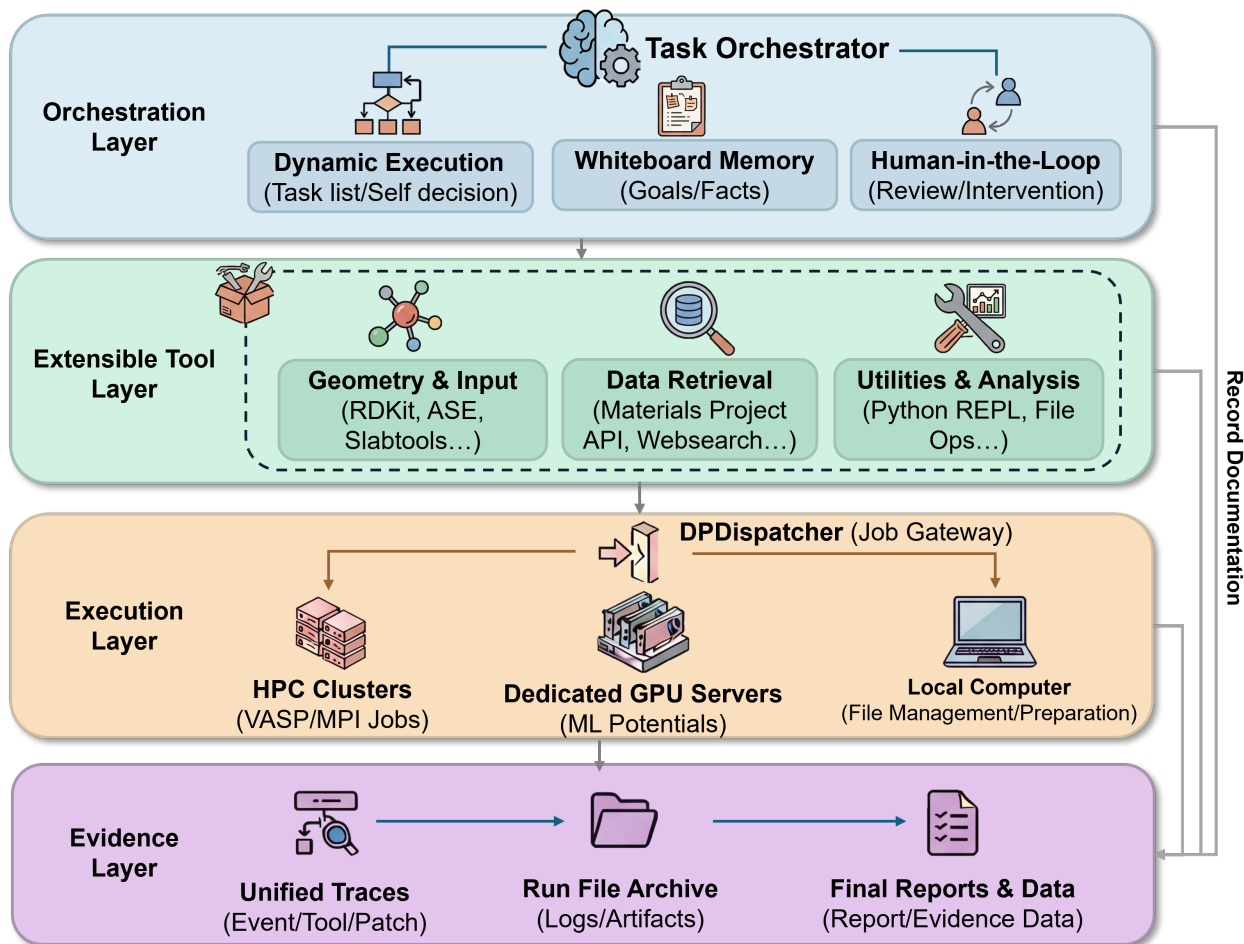 Task Orchestrator
Orchestration
Layer
Dynamic Execution
(Task list/Self decision)
Whiteboard Memory
(Goals/Facts)
Human-in-the-Loop
(Review/Intervention)
Extensible Tool
Layer
Geometry & Input
(RDKit, ASE,
Slabtools…)
Data Retrieval
(Materials Project
API, Websearch…)
Utilities & Analysis
(Python REPL, File
Ops…)
Record Documentation
DPDispatcher (Job Gateway)
Execution
Layer
HPC Clusters
(VASP/MPI Jobs)
Dedicated GPU Servers
(ML Potentials)
Local Computer
(File Management/Preparation)
Evidence
Layer
Unified Traces
(Event/Tool/Patch)
Run File Archive
(Logs/Artifacts)
Final Reports & Data
(Report/Evidence Data)